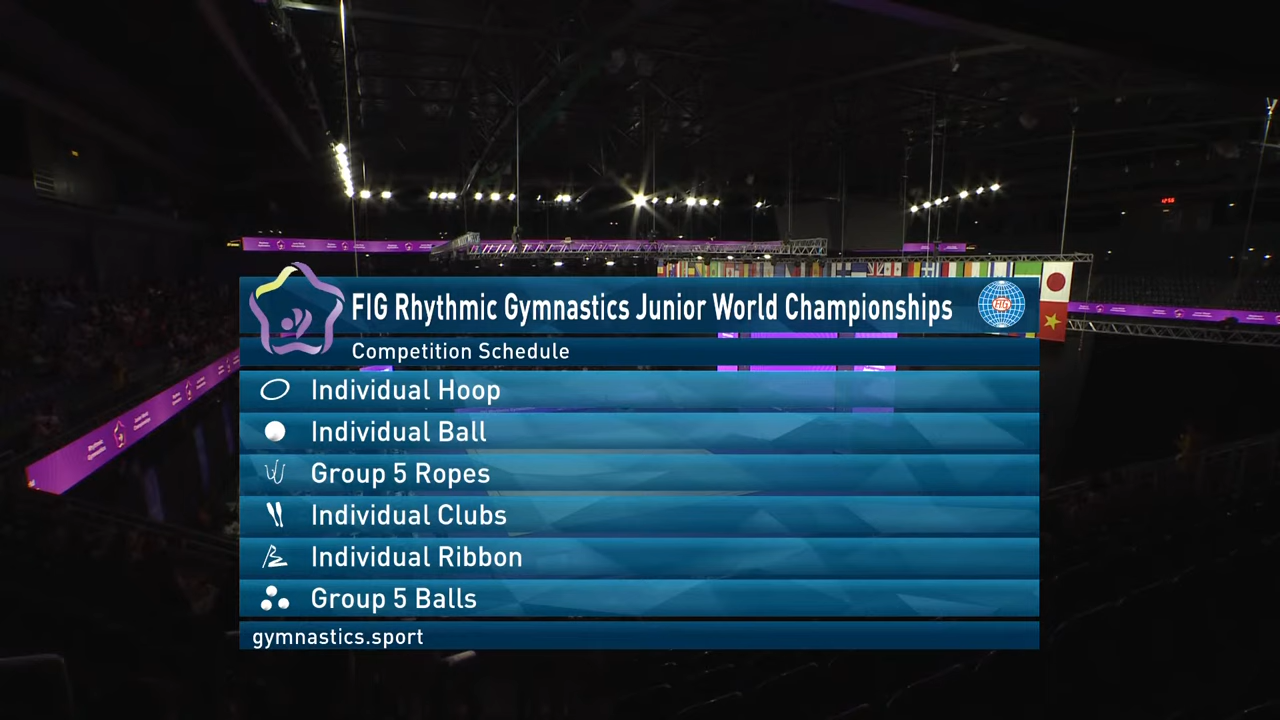 FIG Rhythmic Gymnastics Junior World Championships
FIG
Competition Schedule
Individual Hoop
Individual Ball
Group 5 Ropes
Individual Clubs
Individual Ribbon
Group 5 Balls
gymnastics.sport